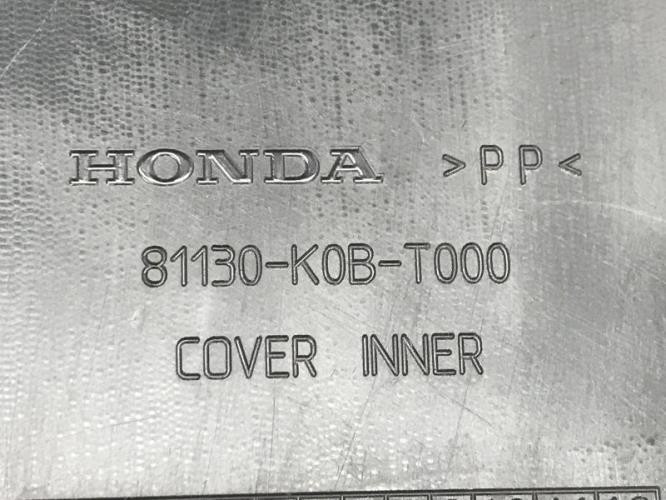 HONDA >PP<
81130-K0B-T000
COVER INNER